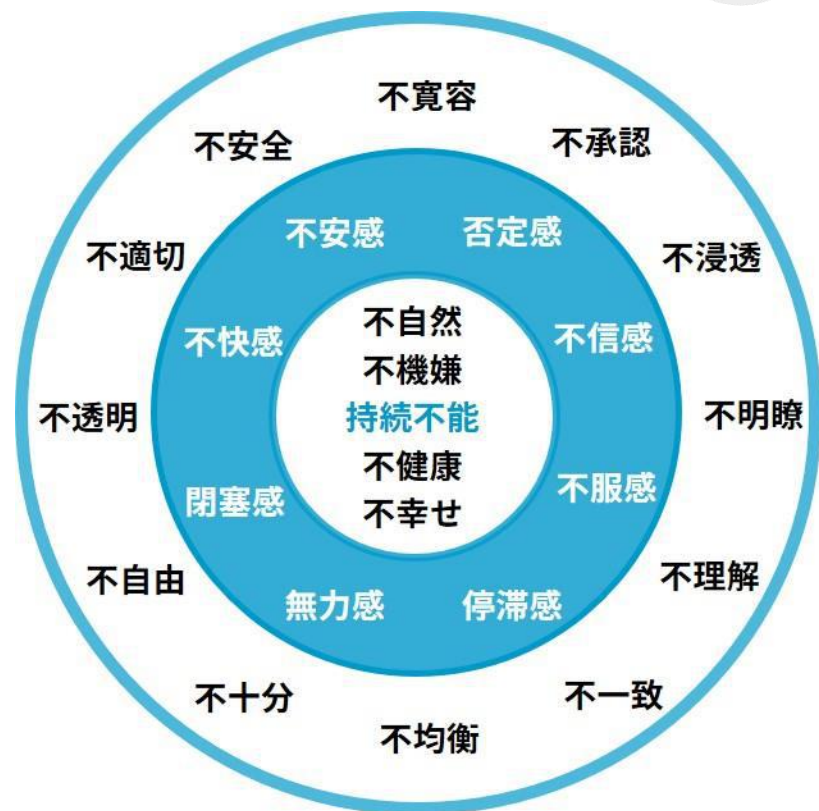 不寛容
不承認
不浸透
不明瞭
不理解
不一致
不均衡
不十分
不自由
不透明
不適切
不安全
不安感
否定感
不信感
不服感
停滞感
無力感
閉塞感
不快感
不自然
不機嫌
持続不能
不健康
不幸せ